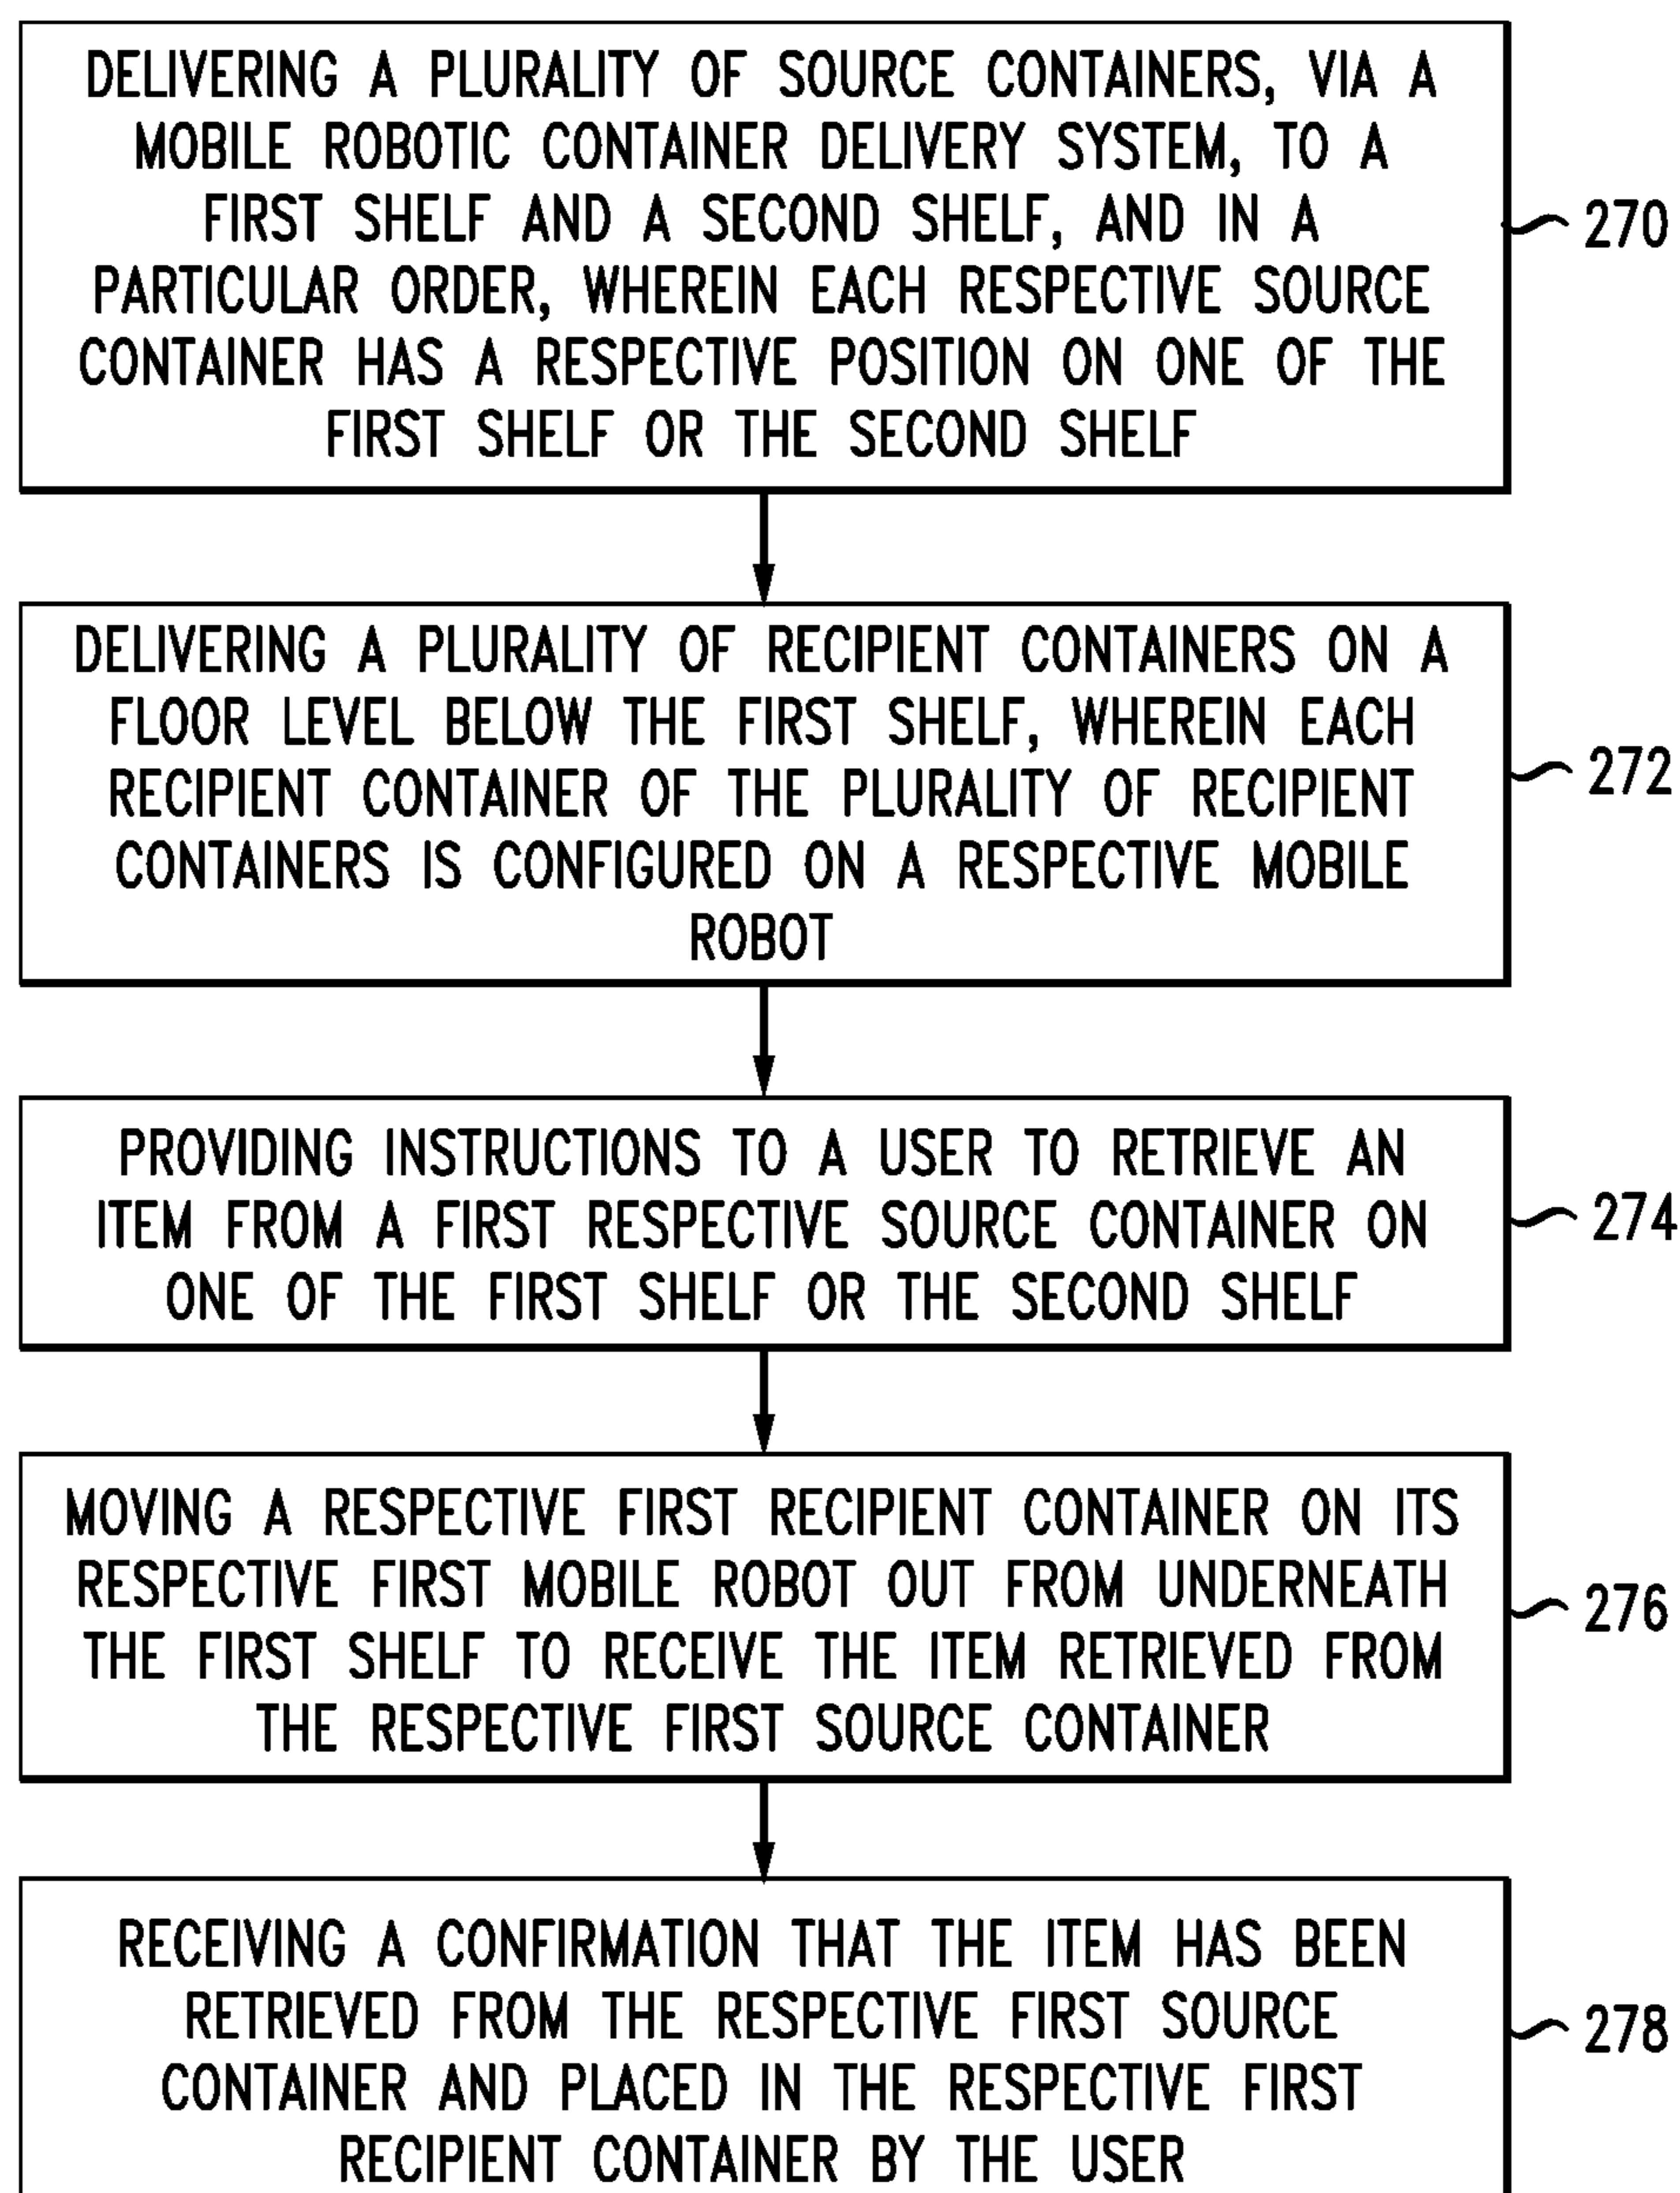 DELIVERING A PLURALITY OF SOURCE CONTAINERS, VIA A
MOBILE ROBOTIC CONTAINER DELIVERY SYSTEM, TO A
FIRST SHELF AND A SECOND SHELF, AND IN A
PARTICULAR ORDER, WHEREIN EACH RESPECTIVE SOURCE
CONTAINER HAS A RESPECTIVE POSITION ON ONE OF THE
FIRST SHELF OR THE SECOND SHELF
270
DELIVERING A PLURALITY OF RECIPIENT CONTAINERS ON A
FLOOR LEVEL BELOW THE FIRST SHELF, WHEREIN EACH
RECIPIENT CONTAINER OF THE PLURALITY OF RECIPIENT
CONTAINERS IS CONFIGURED ON A RESPECTIVE MOBILE
ROBOT
272
PROVIDING INSTRUCTIONS TO A USER TO RETRIEVE AN
ITEM FROM A FIRST RESPECTIVE SOURCE CONTAINER ON
ONE OF THE FIRST SHELF OR THE SECOND SHELF
274
MOVING A RESPECTIVE FIRST RECIPIENT CONTAINER ON ITS
RESPECTIVE FIRST MOBILE ROBOT OUT FROM UNDERNEATH
THE FIRST SHELF TO RECEIVE THE ITEM RETRIEVED FROM
THE RESPECTIVE FIRST SOURCE CONTAINER
276
RECEIVING A CONFIRMATION THAT THE ITEM HAS BEEN
RETRIEVED FROM THE RESPECTIVE FIRST SOURCE
CONTAINER AND PLACED IN THE RESPECTIVE FIRST
RECIPIENT CONTAINER BY THE USER
278